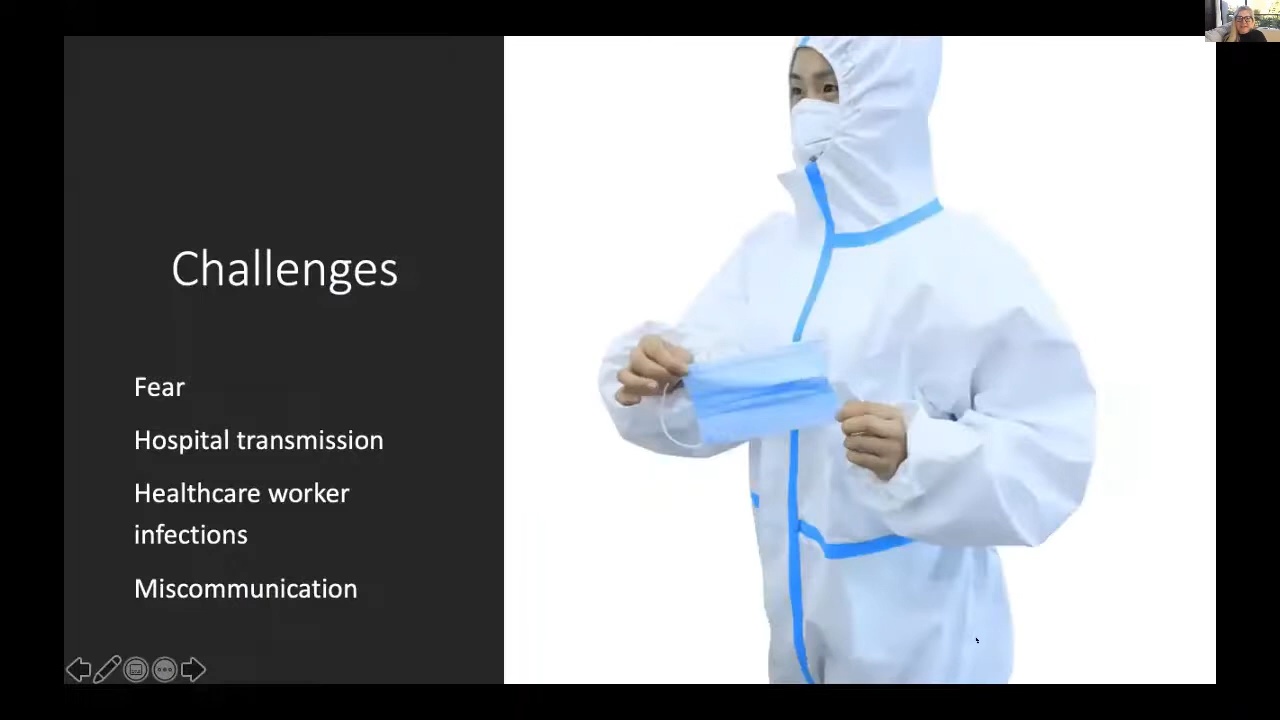 Challenges
Fear
Hospital transmission
Healthcare worker
infections
Miscommunication